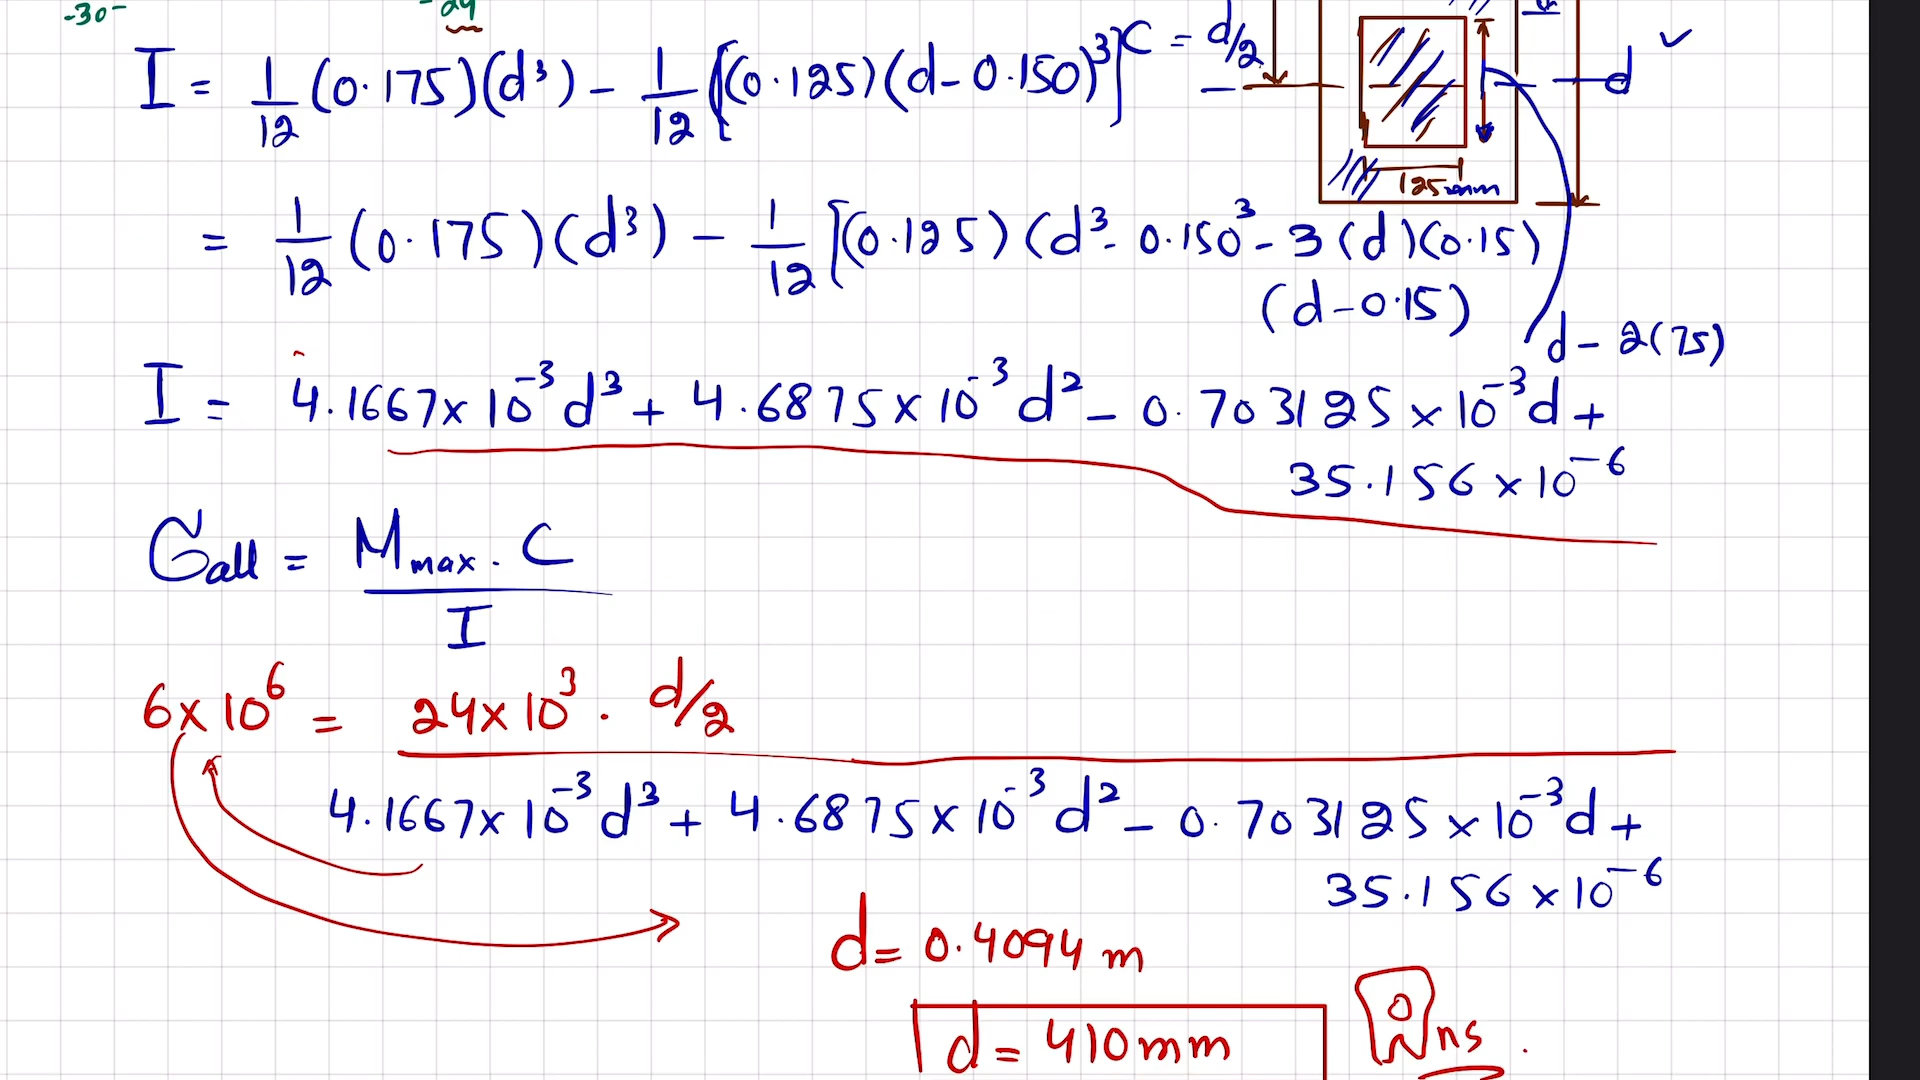 -30-
-24
I = 1/12 (0.175)(d³) - 1/12 [(0.125)(d-0.150)³] C = d/2
d ✓
125mm
= 1/12 (0.175)(d³) - 1/12 [(0.125)(d³- 0.150³ - 3(d)(0.15)
(d-0.15)
d - 2(75)
I = 4.1667x10⁻³d³ + 4.6875x10⁻³d² - 0.703125x10⁻³d +
35.156x10⁻⁶
σall = Mmax. C
I
6x10⁶ = 24x10³ . d/2
4.1667x10⁻³d³ + 4.6875x10⁻³d² - 0.703125x10⁻³d +
35.156x10⁻⁶
d= 0.4094 m
d= 410mm
Ans.